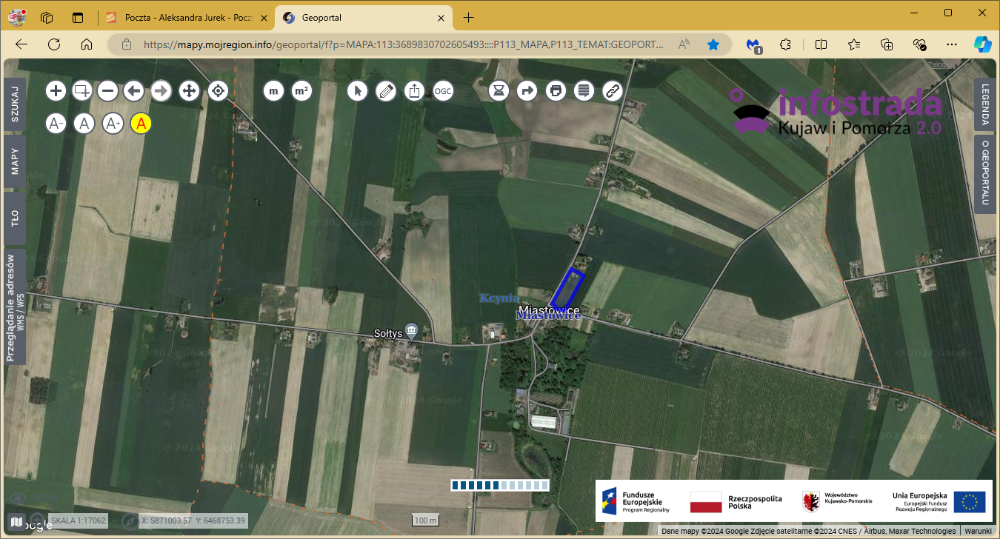 Poczta - Aleksandra Jurek - Poczt
Geoportal
https://mapy.mojregion.info/geoportal/f?p=MAPA:113:3689830702605493::::P113_MAPA.P113_TEMAT:GEOPORT...
1
Zaloguj
SZUKAJ
MAPY
TŁO
Przeglądanie adresów
WMS / WFS
m
m²
OGC
A-
A
A+
A
infostrada
Kujaw i Pomorza 2.0
LEGENDA
O GEOPORTALU
Kcynia
Miastowice
Miastowice
Sołtys
© 2024 Google
SKALA 1:17062
X: 5871003.57 Y: 6468753.39
100 m
Fundusze
Europejskie
Program Regionalny
Rzeczpospolita
Polska
Województwo
Kujawsko-Pomorskie
Unia Europejska
Europejski Fundusz
Rozwoju Regionalnego
Dane mapy ©2024 Google Zdjęcie satelitarne ©2024 CNES / Airbus, Maxar Technologies
Warunki